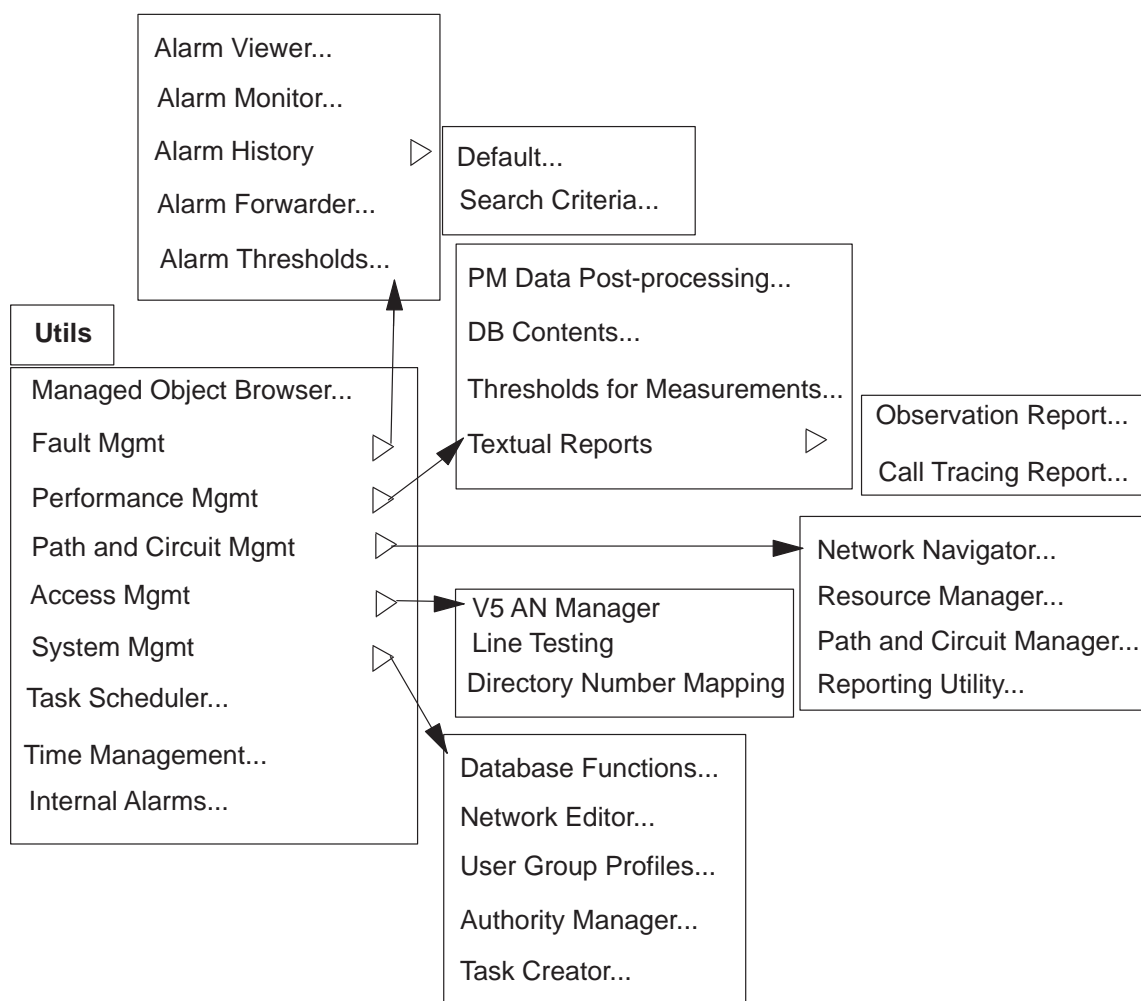 Alarm Viewer...
Alarm Monitor...
Alarm History
Alarm Forwarder...
Alarm Thresholds...
Default...
Search Criteria...
PM Data Post-processing...
DB Contents...
Thresholds for Measurements...
Textual Reports
Observation Report...
Call Tracing Report...
Utils
Managed Object Browser...
Fault Mgmt
Performance Mgmt
Path and Circuit Mgmt
Access Mgmt
System Mgmt
Task Scheduler...
Time Management...
Internal Alarms...
Network Navigator...
Resource Manager...
Path and Circuit Manager...
Reporting Utility...
V5 AN Manager
Line Testing
Directory Number Mapping
Database Functions...
Network Editor...
User Group Profiles...
Authority Manager...
Task Creator...